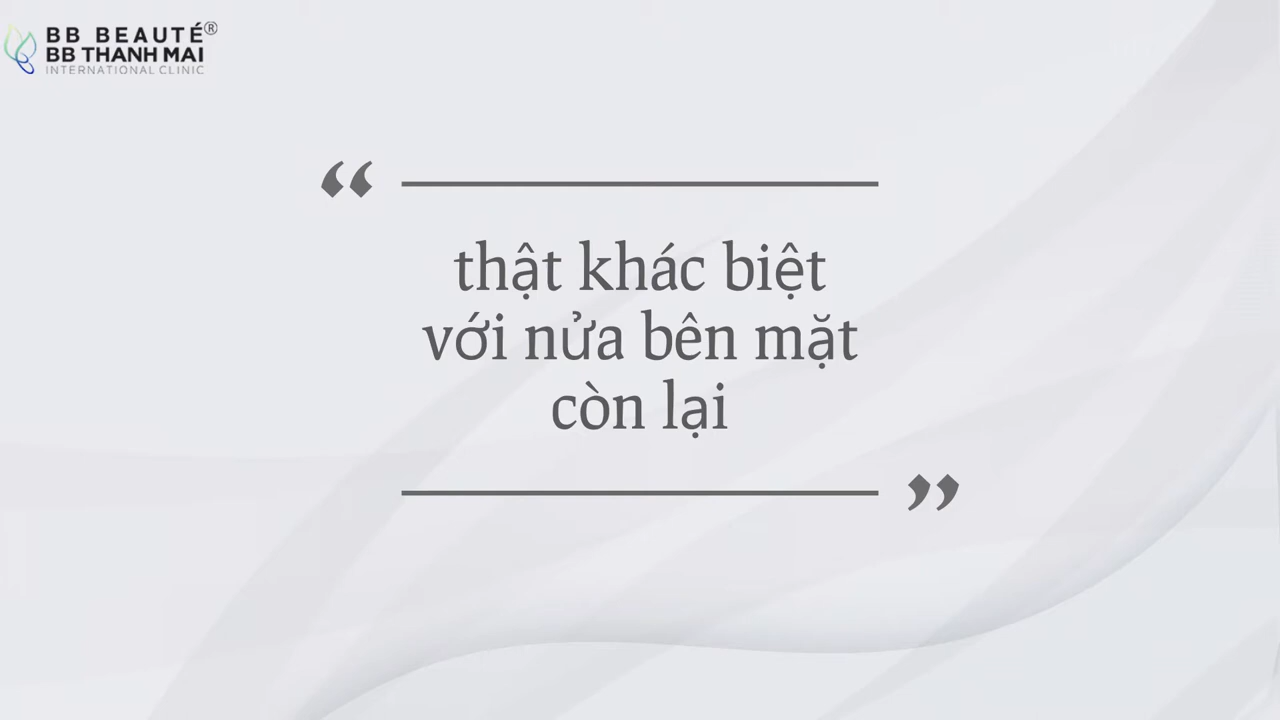 BB BEAUTÉ®
BB THANH MAI
INTERNATIONAL CLINIC
“
thật khác biệt
với nửa bên mặt
còn lại
”